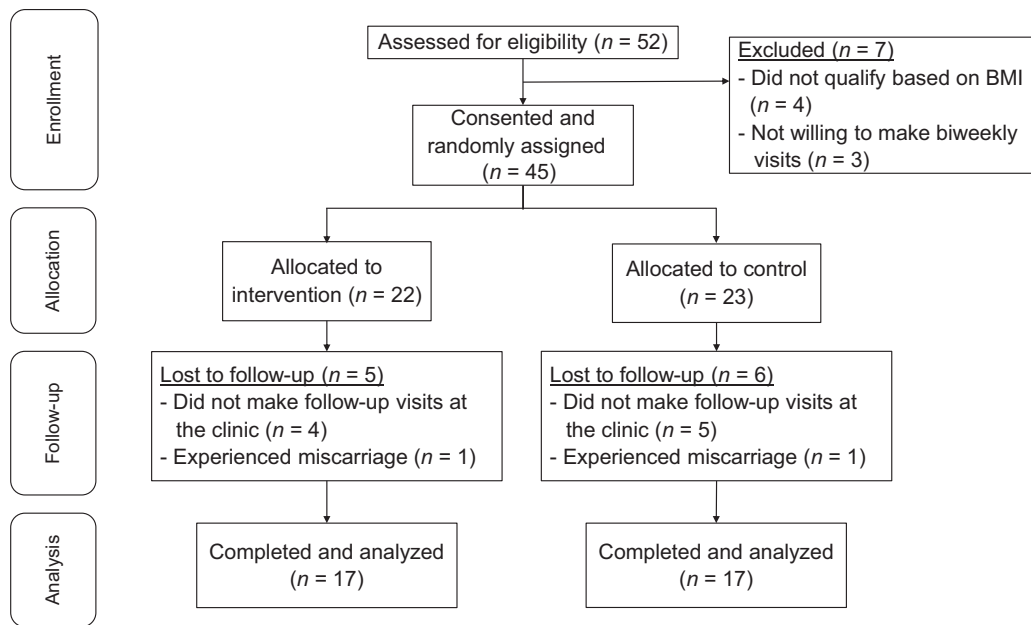 Enrollment
Assessed for eligibility (n = 52)
Excluded (n = 7)
- Did not qualify based on BMI
(n = 4)
- Not willing to make biweekly
visits (n = 3)
Consented and
randomly assigned
(n = 45)
Allocation
Allocated to
intervention (n = 22)
Allocated to control
(n = 23)
Follow-up
Lost to follow-up (n = 5)
- Did not make follow-up visits at
the clinic (n = 4)
- Experienced miscarriage (n = 1)
Lost to follow-up (n = 6)
- Did not make follow-up visits at
the clinic (n = 5)
- Experienced miscarriage (n = 1)
Analysis
Completed and analyzed
(n = 17)
Completed and analyzed
(n = 17)